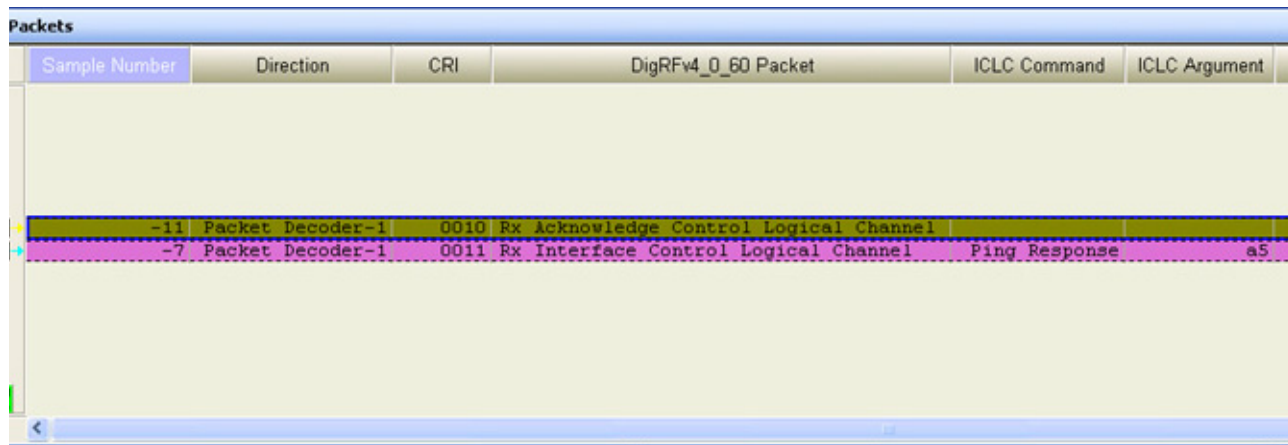 Packets
Sample Number Direction CRI DigRFv4_0_60 Packet ICLC Command ICLC Argument
-11 Packet Decoder-1 0010 Rx Acknowledge Control Logical Channel
-7 Packet Decoder-1 0011 Rx Interface Control Logical Channel Ping Response a5